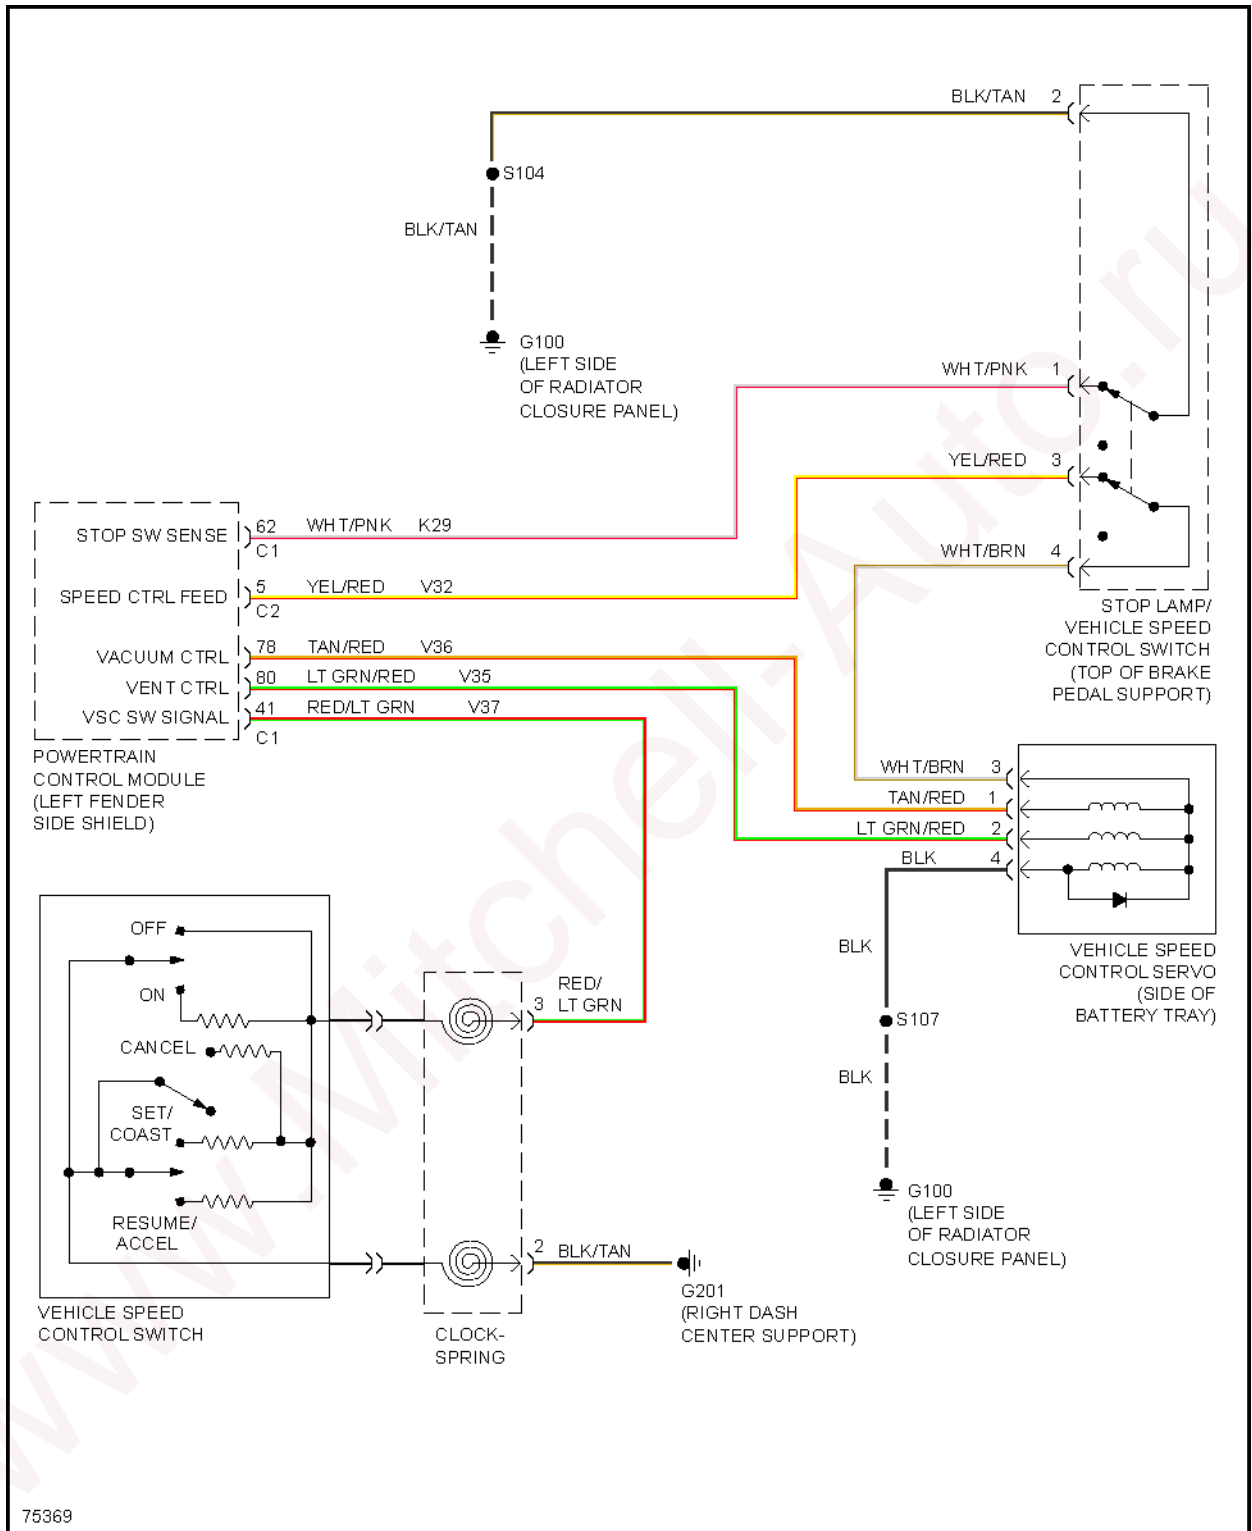 BLK/TAN 2
S104
BLK/TAN
G100
(LEFT SIDE
OF RADIATOR
CLOSURE PANEL)
WHT/PNK 1
YEL/RED 3
WHT/BRN 4
STOP LAMP/
VEHICLE SPEED
CONTROL SWITCH
(TOP OF BRAKE
PEDAL SUPPORT)
STOP SW SENSE 62 WHT/PNK K29
C1
SPEED CTRL FEED 5 YEL/RED V32
C2
VACUUM CTRL 78 TAN/RED V36
VENT CTRL 80 LT GRN/RED V35
VSC SW SIGNAL 41 RED/LT GRN V37
C1
POWERTRAIN
CONTROL MODULE
(LEFT FENDER
SIDE SHIELD)
WHT/BRN 3
TAN/RED 1
LT GRN/RED 2
BLK 4
VEHICLE SPEED
CONTROL SERVO
(SIDE OF
BATTERY TRAY)
BLK
S107
BLK
G100
(LEFT SIDE
OF RADIATOR
CLOSURE PANEL)
OFF
ON
CANCEL
SET/
COAST
RESUME/
ACCEL
VEHICLE SPEED
CONTROL SWITCH
RED/
3 LT GRN
2 BLK/TAN
G201
(RIGHT DASH
CENTER SUPPORT)
CLOCK-
SPRING
75369
www.Mitchell-Auto.ru